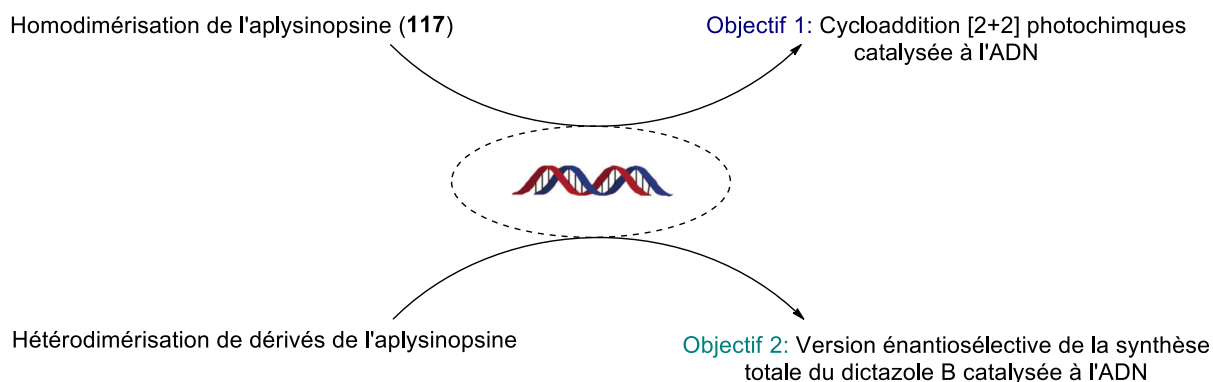 Homodimérisation de l'aplysinopsine (117)
Objectif 1: Cycloaddition [2+2] photochimques
catalysée à l'ADN
Hétérodimérisation de dérivés de l'aplysinopsine
Objectif 2: Version énantiosélective de la synthèse
totale du dictazole B catalysée à l'ADN